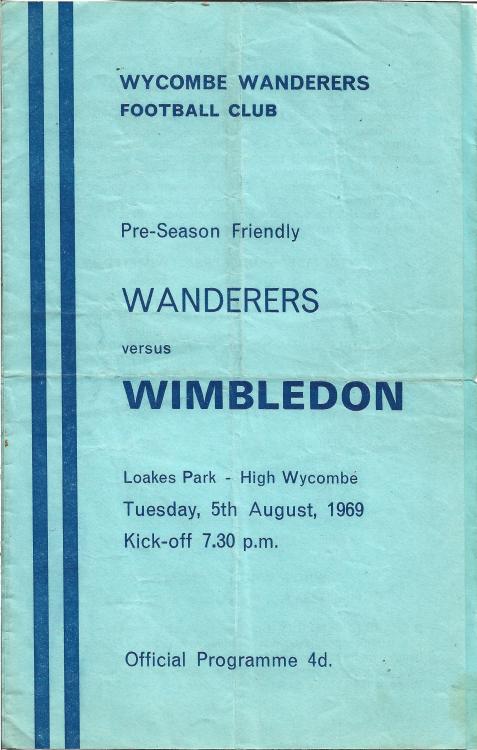 WYCOMBE WANDERERS
FOOTBALL CLUB
Pre-Season Friendly
WANDERERS
versus
WIMBLEDON
Loakes Park - High Wycombe
Tuesday, 5th August, 1969
Kick-off 7.30 p.m.
Official Programme 4d.